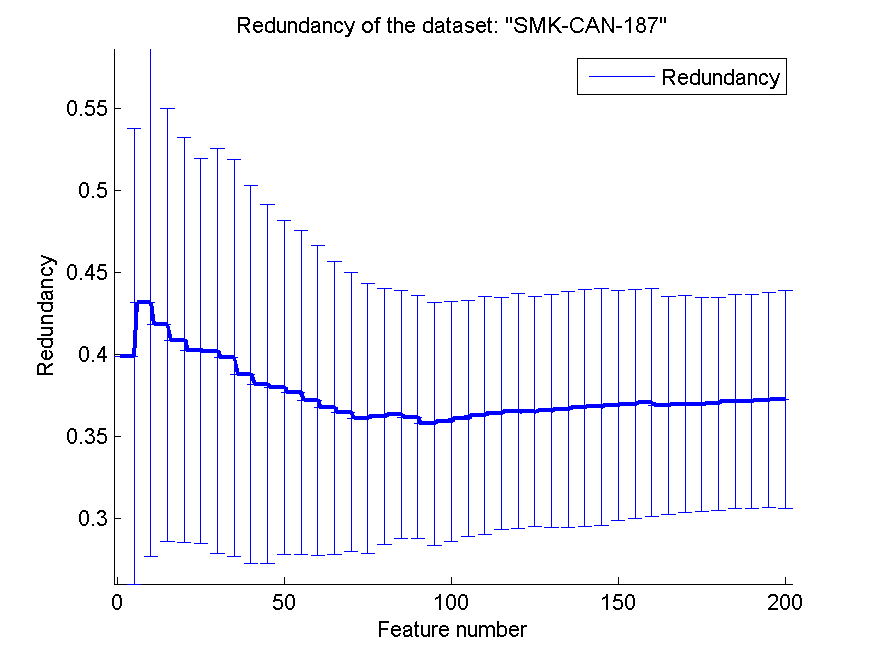 Redundancy of the dataset: "SMK-CAN-187"
Redundancy
0.55
0.5
0.45
0.4
0.35
0.3
Redundancy
0
50
100
150
200
Feature number